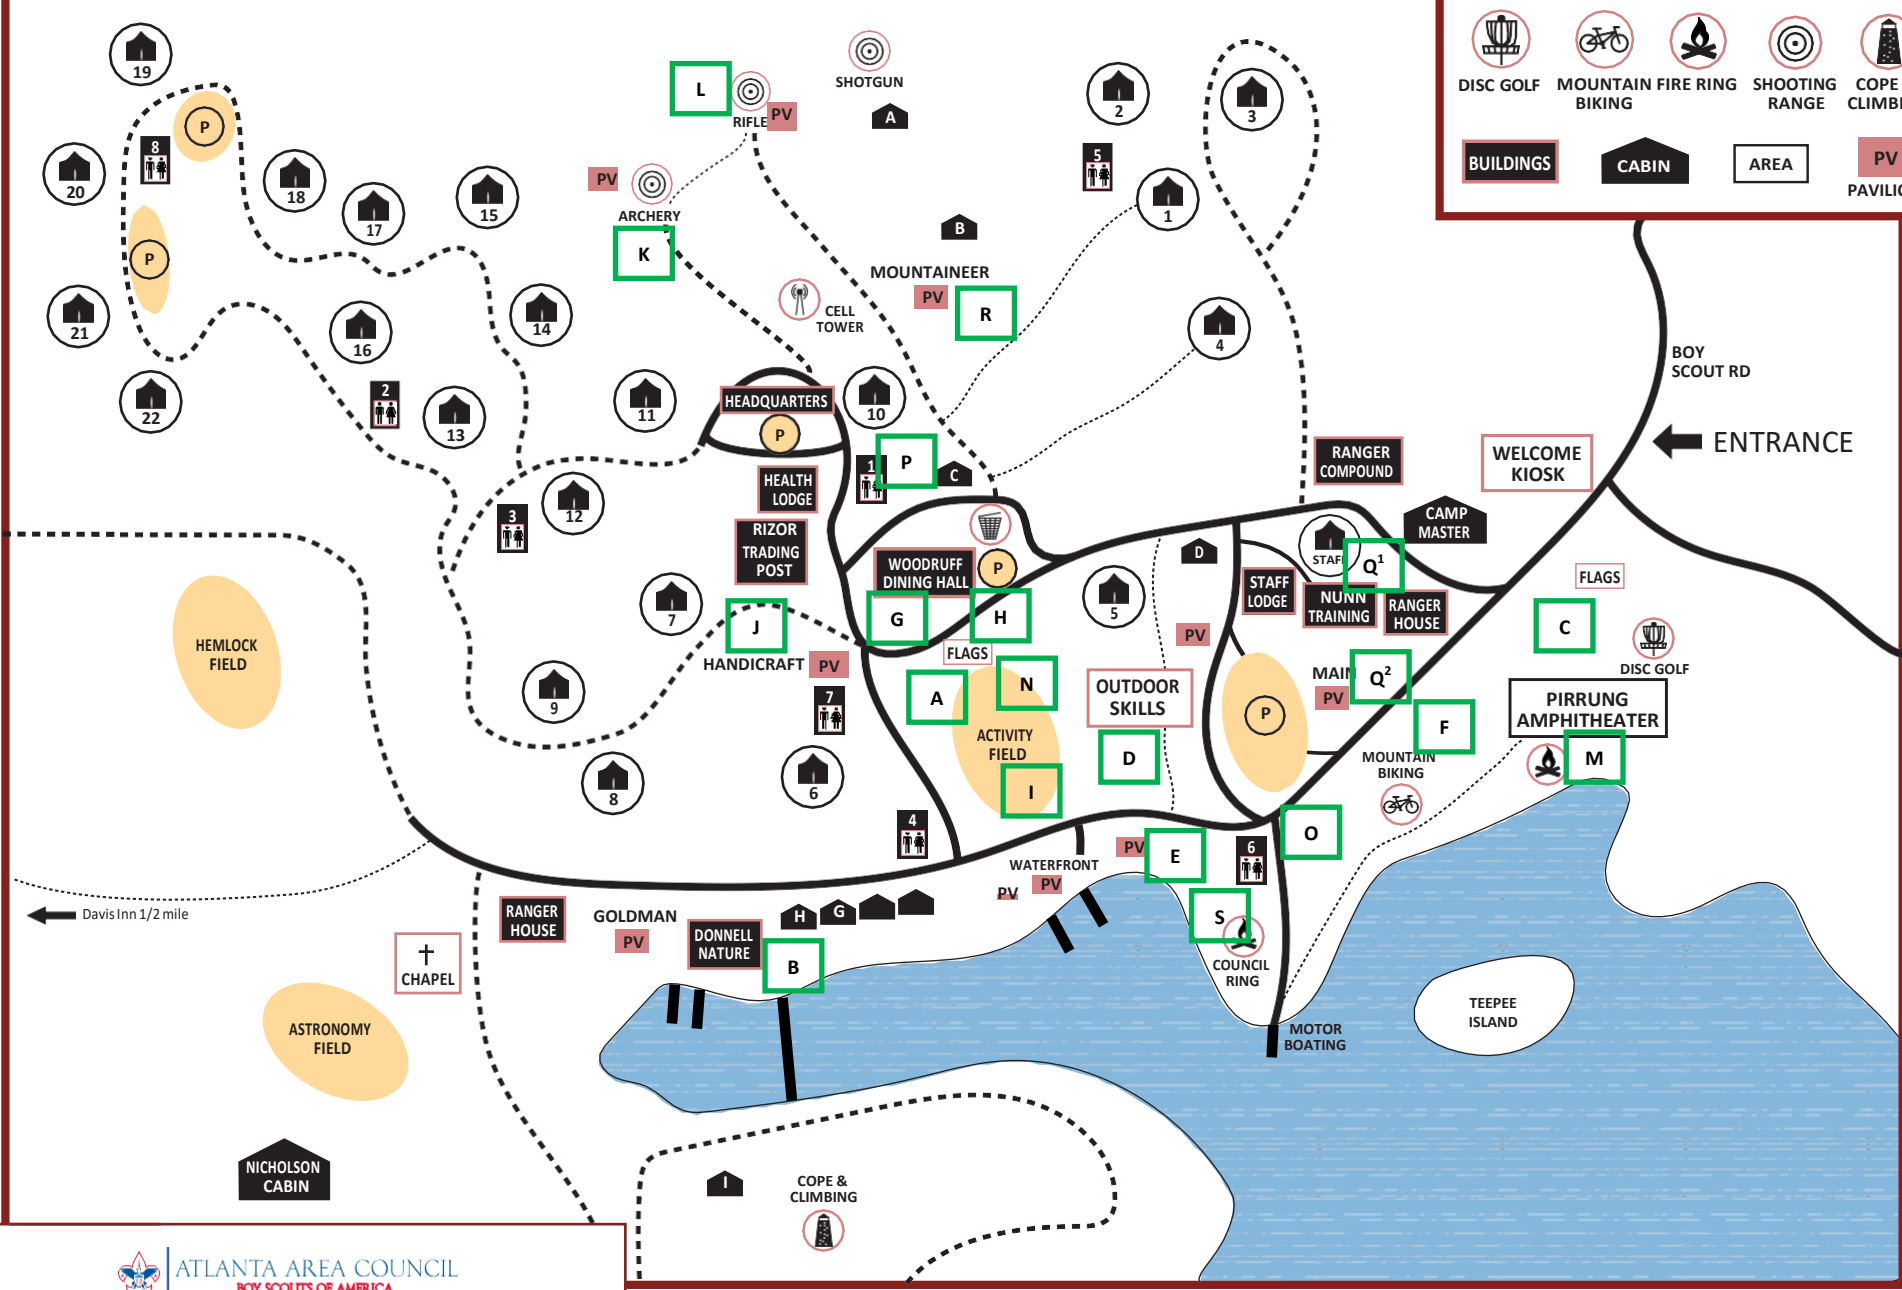 19
P
8
20
18
17
15
P
21
16
14
22
2
13
L
RIFLE
PV
SHOTGUN
A
PV
ARCHERY
K
B
MOUNTAINEER
PV
R
CELL
TOWER
2
5
1
3
4
DISC GOLF
MOUNTAIN
BIKING
FIRE RING
SHOOTING
RANGE
COPE
BUILDINGS
CABIN
AREA
PV
BOY
SCOUT RD
ENTRANCE
11
HEADQUARTERS
P
10
1
P
C
HEALTH
LODGE
RIZOR
TRADING
POST
3
12
RANGER
COMPOUND
WELCOME
KIOSK
CAMP
MASTER
WOODRUFF
DINING HALL
P
D
STAFF
Q1
STAFF
LODGE
NUNN
TRAINING
RANGER
HOUSE
FLAGS
C
DISC GOLF
HEMLOCK
FIELD
7
J
HANDICRAFT
PV
G
H
FLAGS
5
PV
9
7
A
N
ACTIVITY
FIELD
I
OUTDOOR
SKILLS
D
P
MAIN
PV
Q2
F
MOUNTAIN
BIKING
PIRRUNG
AMPHITHEATER
M
8
6
4
WATERFRONT
PV
PV
PV
E
6
O
S
COUNCIL
RING
Davis Inn 1/2 mile
CHAPEL
RANGER
HOUSE
GOLDMAN
PV
DONNELL
NATURE
H
G
B
MOTOR
BOATING
TEEPEE
ISLAND
ASTRONOMY
FIELD
NICHOLSON
CABIN
I
COPE &
CLIMBING
ATLANTA AREA COUNCIL
BOY SCOUTS OF AMERICA